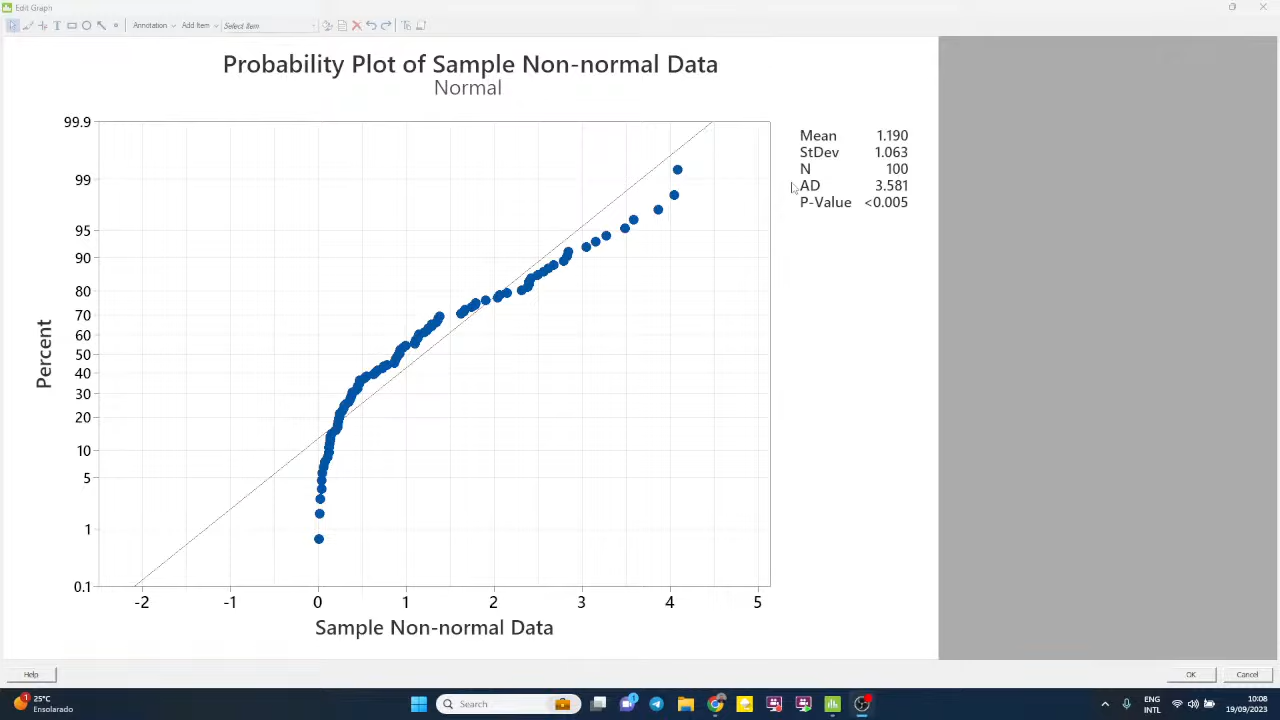 Edit Graph
Annotation Add Item Select Item
Probability Plot of Sample Non-normal Data
Normal
99.9
99
95
90
80
70
60
50
40
30
20
10
5
1
0.1
Percent
-2 -1 0 1 2 3 4 5
Sample Non-normal Data
Mean 1.190
StDev 1.063
N 100
AD 3.581
P-Value <0.005
Help OK Cancel
1
25°C
Ensolarado
Search
1
ENG
INTL
10:08
19/09/2023